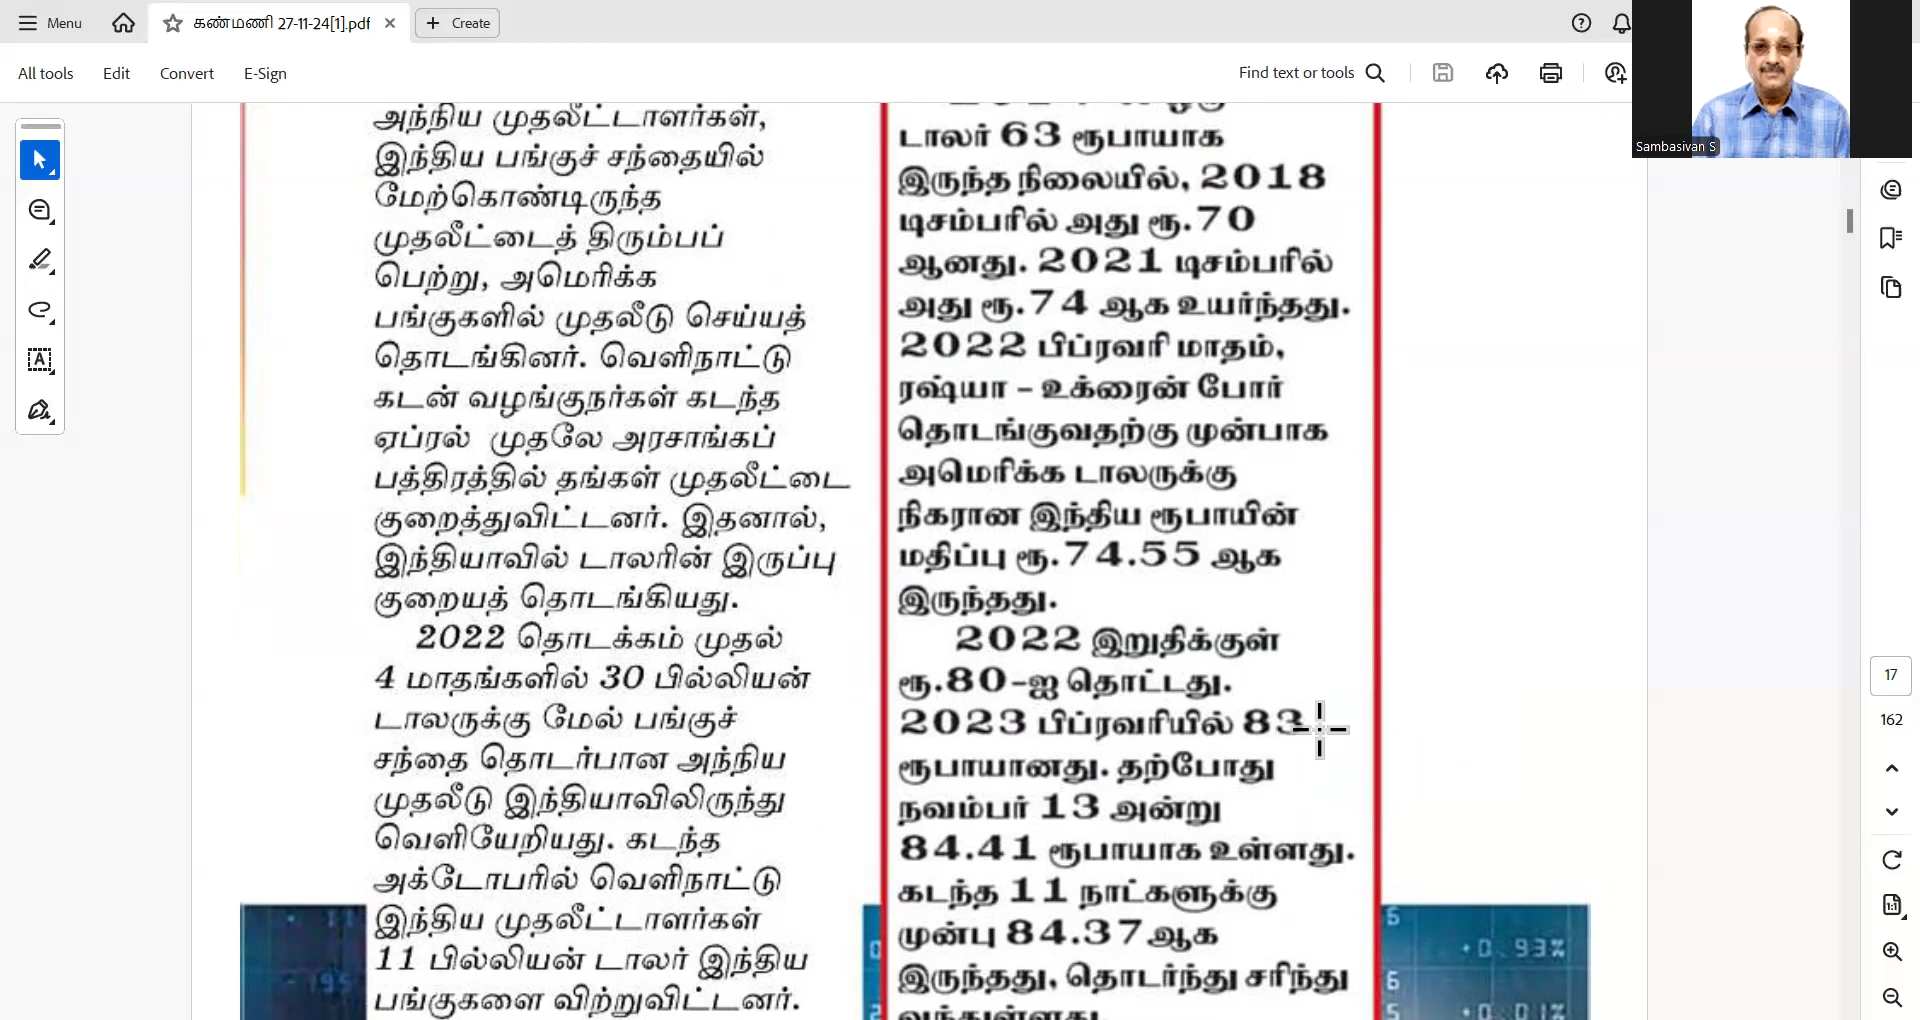 Menu
கண்மணி 27-11-24[1].pdf
Create
All tools
Edit
Convert
E-Sign
Find text or tools
Sambasivan S
அந்நிய முதலீட்டாளர்கள்,
இந்திய பங்குச் சந்தையில்
மேற்கொண்டிருந்த
முதலீட்டைத் திரும்பப்
பெற்று, அமெரிக்க
பங்குகளில் முதலீடு செய்யத்
தொடங்கினர். வெளிநாட்டு
கடன் வழங்குநர்கள் கடந்த
ஏப்ரல் முதலே அரசாங்கப்
பத்திரத்தில் தங்கள் முதலீட்டை
குறைத்துவிட்டனர். இதனால்,
இந்தியாவில் டாலரின் இருப்பு
குறையத் தொடங்கியது.
2022 தொடக்கம் முதல்
4 மாதங்களில் 30 பில்லியன்
டாலருக்கு மேல் பங்குச்
சந்தை தொடர்பான அந்நிய
முதலீடு இந்தியாவிலிருந்து
வெளியேறியது. கடந்த
அக்டோபரில் வெளிநாட்டு
இந்திய முதலீட்டாளர்கள்
11 பில்லியன் டாலர் இந்திய
பங்குகளை விற்றுவிட்டனர்.
டாலர் 63 ரூபாயாக
இருந்த நிலையில், 2018
டிசம்பரில் அது ரூ.70
ஆனது. 2021 டிசம்பரில்
அது ரூ.74 ஆக உயர்ந்தது.
2022 பிப்ரவரி மாதம்,
ரஷ்யா – உக்ரைன் போர்
தொடங்குவதற்கு முன்பாக
அமெரிக்க டாலருக்கு
நிகரான இந்திய ரூபாயின்
மதிப்பு ரூ.74.55 ஆக
இருந்தது.
2022 இறுதிக்குள்
ரூ.80-ஐ தொட்டது.
2023 பிப்ரவரியில் 83
ரூபாயானது. தற்போது
நவம்பர் 13 அன்று
84.41 ரூபாயாக உள்ளது.
கடந்த 11 நாட்களுக்கு
முன்பு 84.37ஆக
இருந்தது, தொடர்ந்து சரிந்து
வந்துள்ளது.
+0.93%
+0.01%
17
162